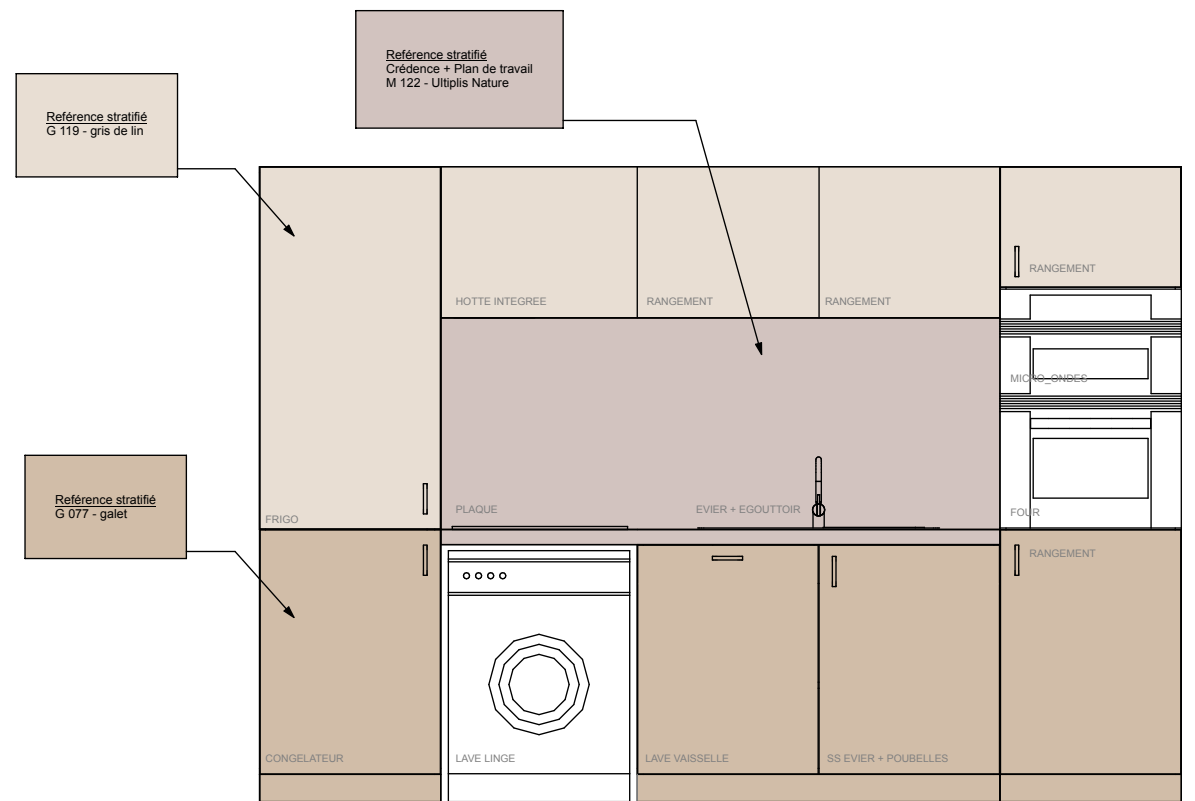 Reférence stratifié
Crédence + Plan de travail
M 122 - Ultiplis Nature
Reférence stratifié
G 119 - gris de lin
RANGEMENT
HOTTE INTEGREE
RANGEMENT
RANGEMENT
MICRO_ONDES
Reférence stratifié
G 077 - galet
FRIGO
PLAQUE
EVIER + EGOUTTOIR
FOUR
RANGEMENT
CONGELATEUR
LAVE LINGE
LAVE VAISSELLE
SS EVIER + POUBELLES